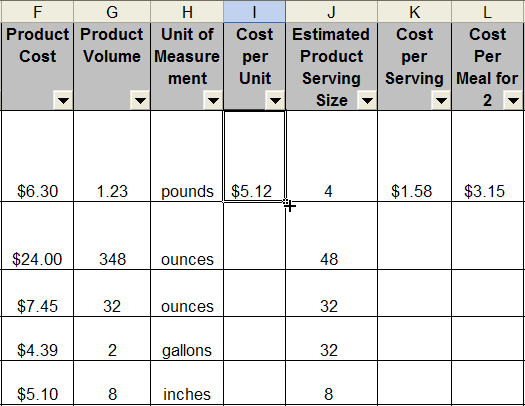 F G H I J K L
Product Product Unit of Cost Estimated Cost Cost
Cost Volume Measure per Product per Per
ment Unit Serving Serving Meal for
Size 2
$6.30 1.23 pounds $5.12 4 $1.58 $3.15
$24.00 348 ounces 48
$7.45 32 ounces 32
$4.39 2 gallons 32
$5.10 8 inches 8